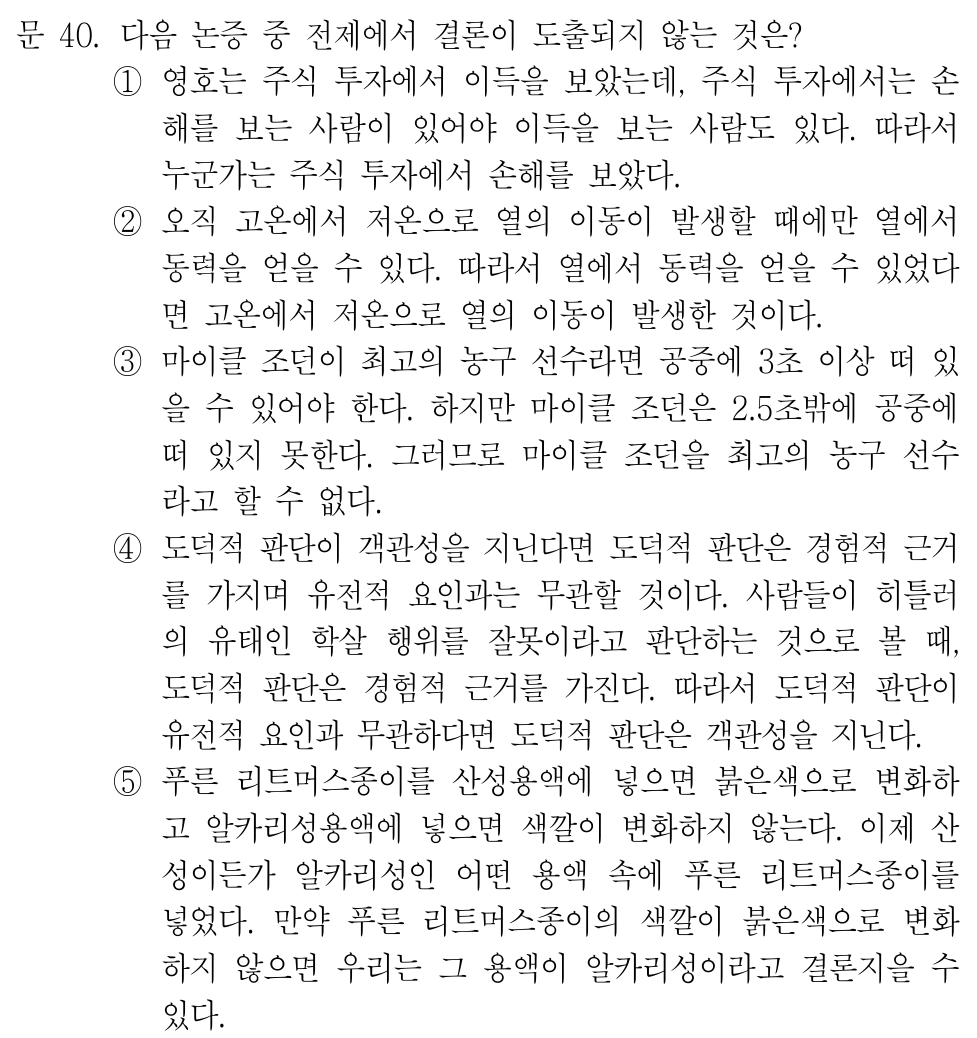 문 40. 다음 논증 중 전제에서 결론이 도출되지 않는 것은?
① 영호는 주식 투자에서 이득을 보았는데, 주식 투자에서는 손
해를 보는 사람이 있어야 이득을 보는 사람도 있다. 따라서
누군가는 주식 투자에서 손해를 보았다.
② 오직 고온에서 저온으로 열의 이동이 발생할 때에만 열에서
동력을 얻을 수 있다. 따라서 열에서 동력을 얻을 수 있었다
면 고온에서 저온으로 열의 이동이 발생한 것이다.
③ 마이클 조던이 최고의 농구 선수라면 공중에 3초 이상 떠 있
을 수 있어야 한다. 하지만 마이클 조던은 2.5초밖에 공중에
떠 있지 못한다. 그러므로 마이클 조던을 최고의 농구 선수
라고 할 수 없다.
④ 도덕적 판단이 객관성을 지닌다면 도덕적 판단은 경험적 근거
를 가지며 유전적 요인과는 무관할 것이다. 사람들이 히틀러
의 유태인 학살 행위를 잘못이라고 판단하는 것으로 볼 때,
도덕적 판단은 경험적 근거를 가진다. 따라서 도덕적 판단이
유전적 요인과 무관하다면 도덕적 판단은 객관성을 지닌다.
⑤ 푸른 리트머스종이를 산성용액에 넣으면 붉은색으로 변화하
고 알카리성용액에 넣으면 색깔이 변화하지 않는다. 이제 산
성이든가 알카리성인 어떤 용액 속에 푸른 리트머스종이를
넣었다. 만약 푸른 리트머스종이의 색깔이 붉은색으로 변화
하지 않으면 우리는 그 용액이 알카리성이라고 결론지을 수
있다.